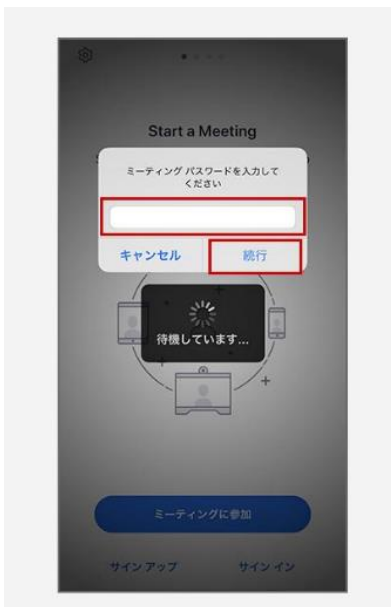 Start a Meeting
ミーティング パスワードを入力して
ください
キャンセル
続行
待機しています...
ミーティングに参加
サイン アップ
サイン イン